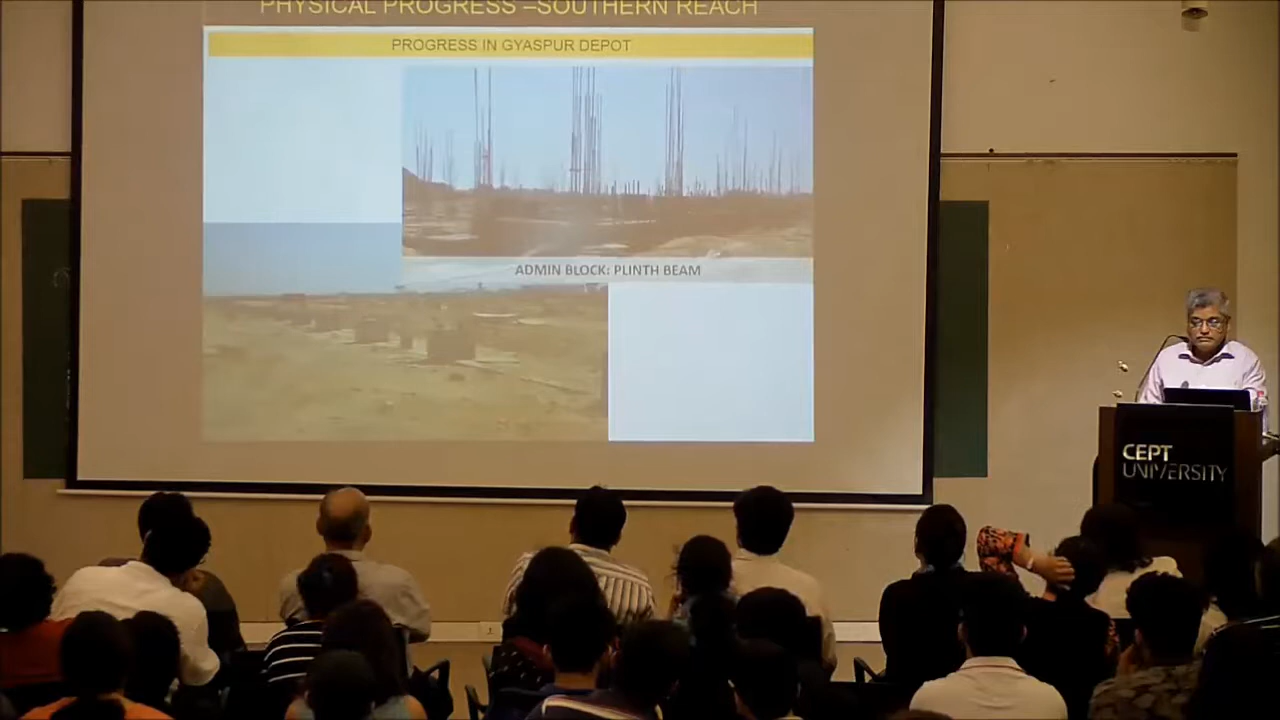 PHYSICAL PROGRESS –SOUTHERN REACH
PROGRESS IN GYASPUR DEPOT
ADMIN BLOCK: PLINTH BEAM
CEPT
UNIVERSITY